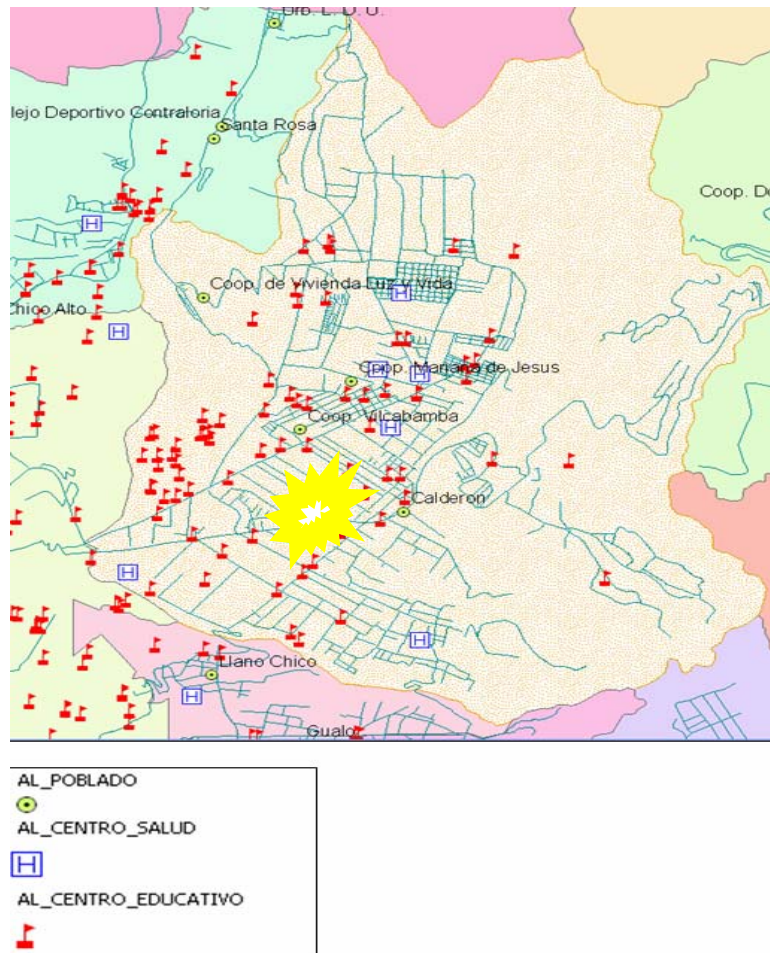 Urb. L. D. U.
lejo Deportivo Contraloria
Santa Rosa
Coop. De
Coop. de Vivienda Luz y Vida
Chico Alto
Coop. Mariana de Jesus
Coop. Vilcabamba
Calderon
Llano Chico
Gualo
AL_POBLADO
AL_CENTRO_SALUD
H
AL_CENTRO_EDUCATIVO